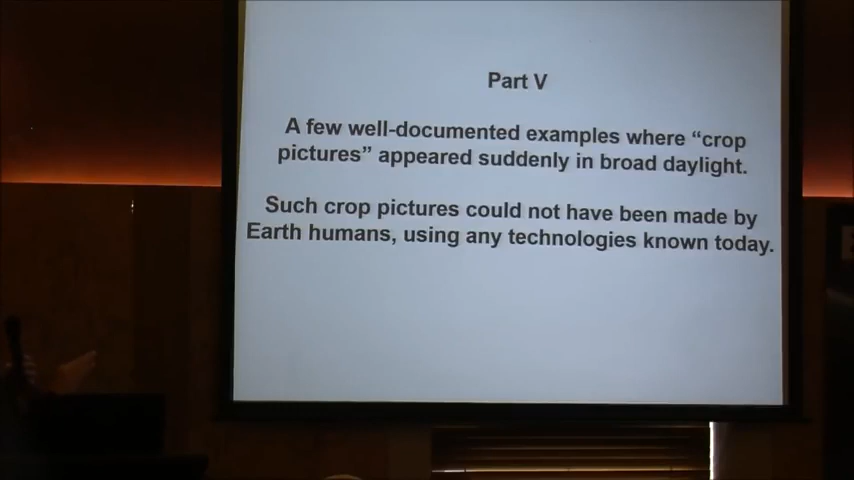 Part V
A few well-documented examples where “crop
pictures” appeared suddenly in broad daylight.
Such crop pictures could not have been made by
Earth humans, using any technologies known today.